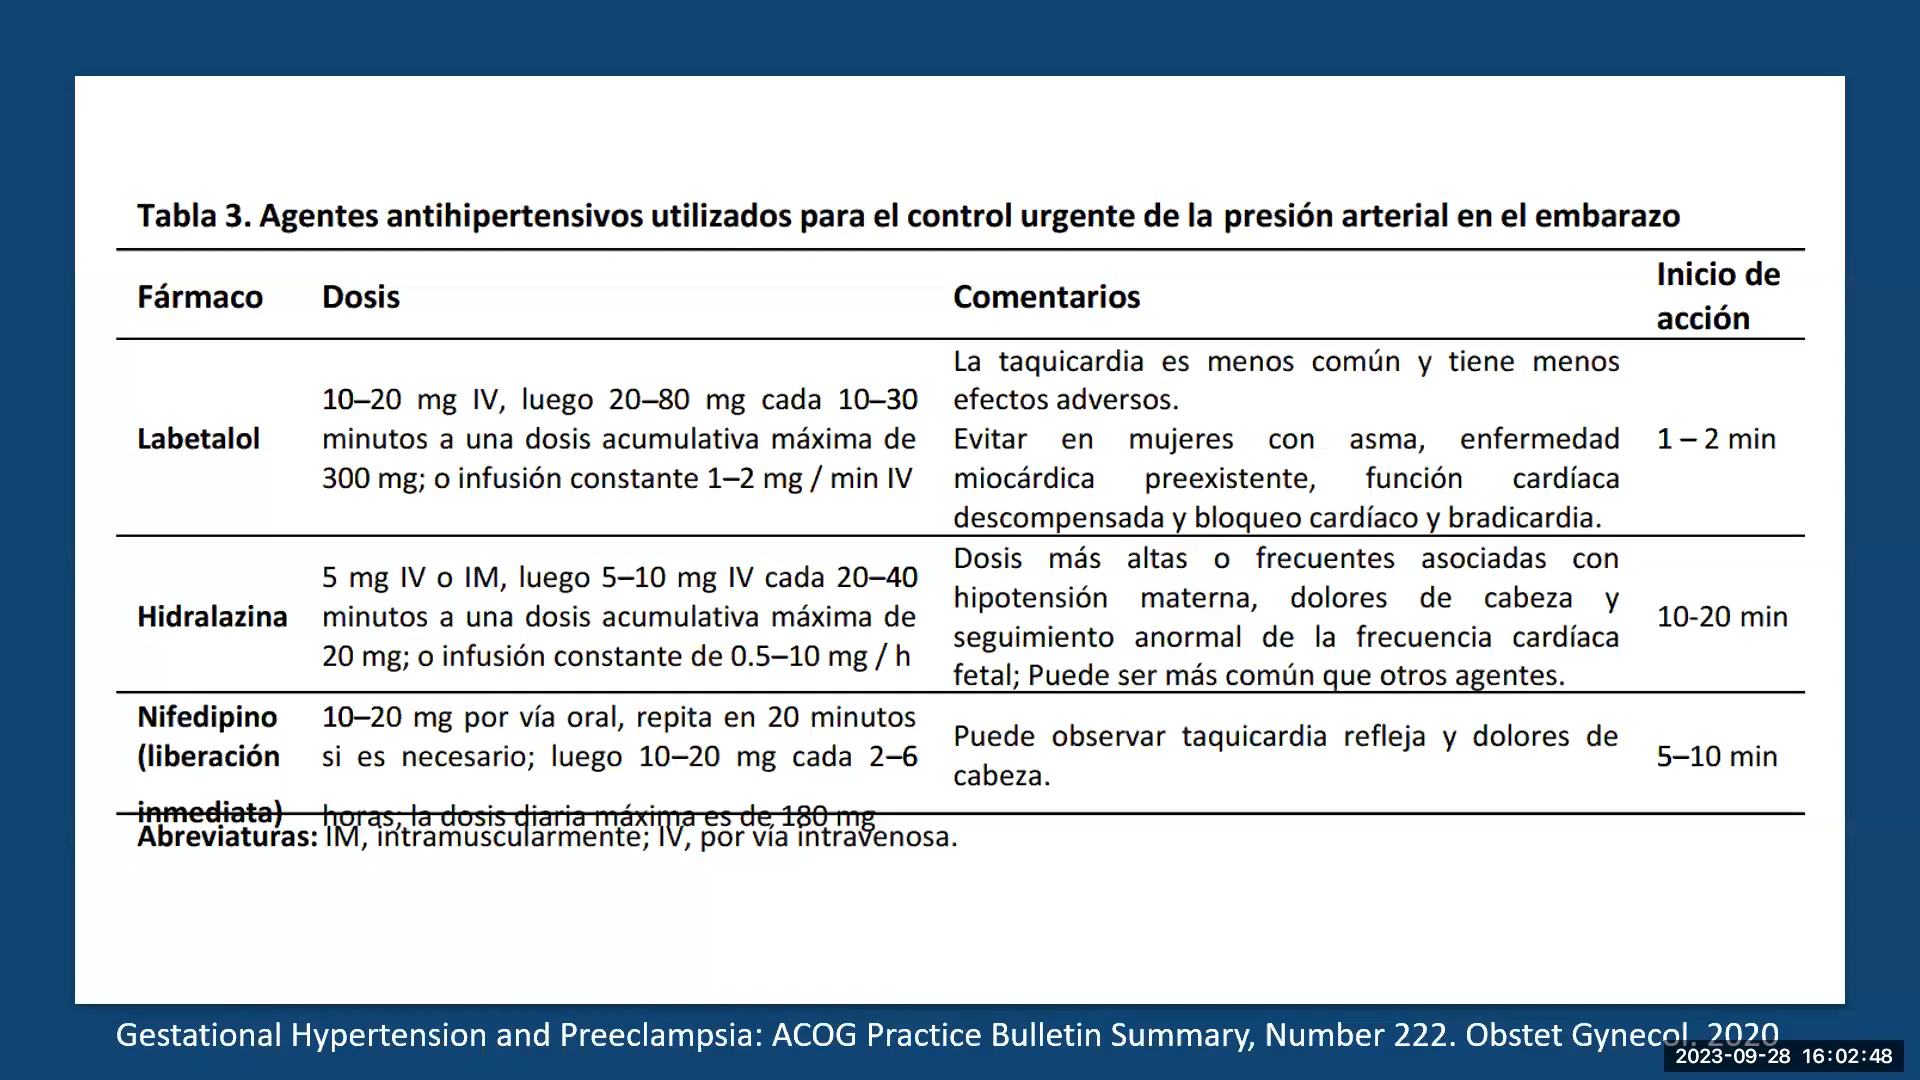 Tabla 3. Agentes antihipertensivos utilizados para el control urgente de la presión arterial en el embarazo
Fármaco
Dosis
Comentarios
Inicio de
acción
Labetalol
10–20 mg IV, luego 20–80 mg cada 10–30
minutos a una dosis acumulativa máxima de
300 mg; o infusión constante 1–2 mg / min IV
La taquicardia es menos común y tiene menos
efectos adversos.
Evitar en mujeres con asma, enfermedad
miocárdica preexistente, función cardíaca
descompensada y bloqueo cardíaco y bradicardia.
1 – 2 min
Hidralazina
5 mg IV o IM, luego 5–10 mg IV cada 20–40
minutos a una dosis acumulativa máxima de
20 mg; o infusión constante de 0.5–10 mg / h
Dosis más altas o frecuentes asociadas con
hipotensión materna, dolores de cabeza y
seguimiento anormal de la frecuencia cardíaca
fetal; Puede ser más común que otros agentes.
10-20 min
Nifedipino
(liberación
inmediata)
10–20 mg por vía oral, repita en 20 minutos
si es necesario; luego 10–20 mg cada 2–6
horas; la dosis diaria máxima es de 180 mg
Puede observar taquicardia refleja y dolores de
cabeza.
5–10 min
Abreviaturas: IM, intramuscularmente; IV, por vía intravenosa.
Gestational Hypertension and Preeclampsia: ACOG Practice Bulletin Summary, Number 222. Obstet Gynecol. 2020
2023-09-28 16:02:48